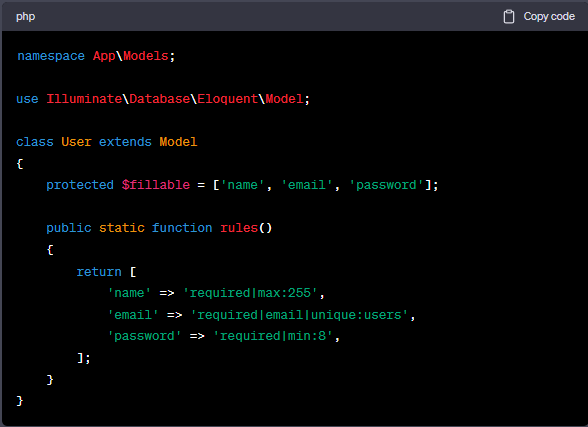 php
Copy code
namespace App\Models;
use Illuminate\Database\Eloquent\Model;
class User extends Model
{
protected $fillable = ['name', 'email', 'password'];
public static function rules()
{
return [
'name' => 'required|max:255',
'email' => 'required|email|unique:users',
'password' => 'required|min:8',
];
}
}